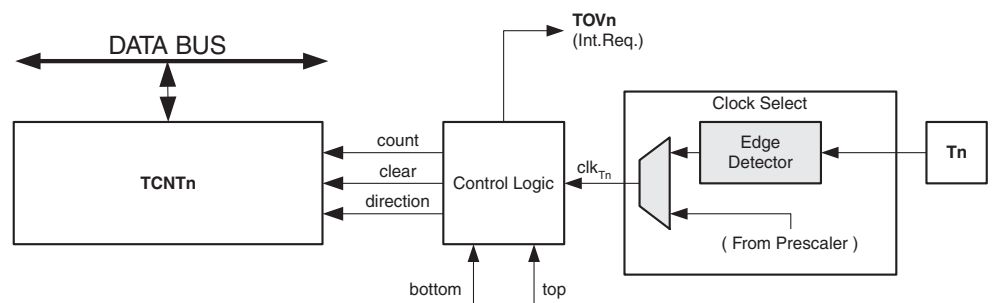 TOVn
(Int.Req.)
DATA BUS
Clock Select
count
Edge
Detector
Tn
TCNTn
clear
Control Logic
clkTn
direction
( From Prescaler )
bottom
top